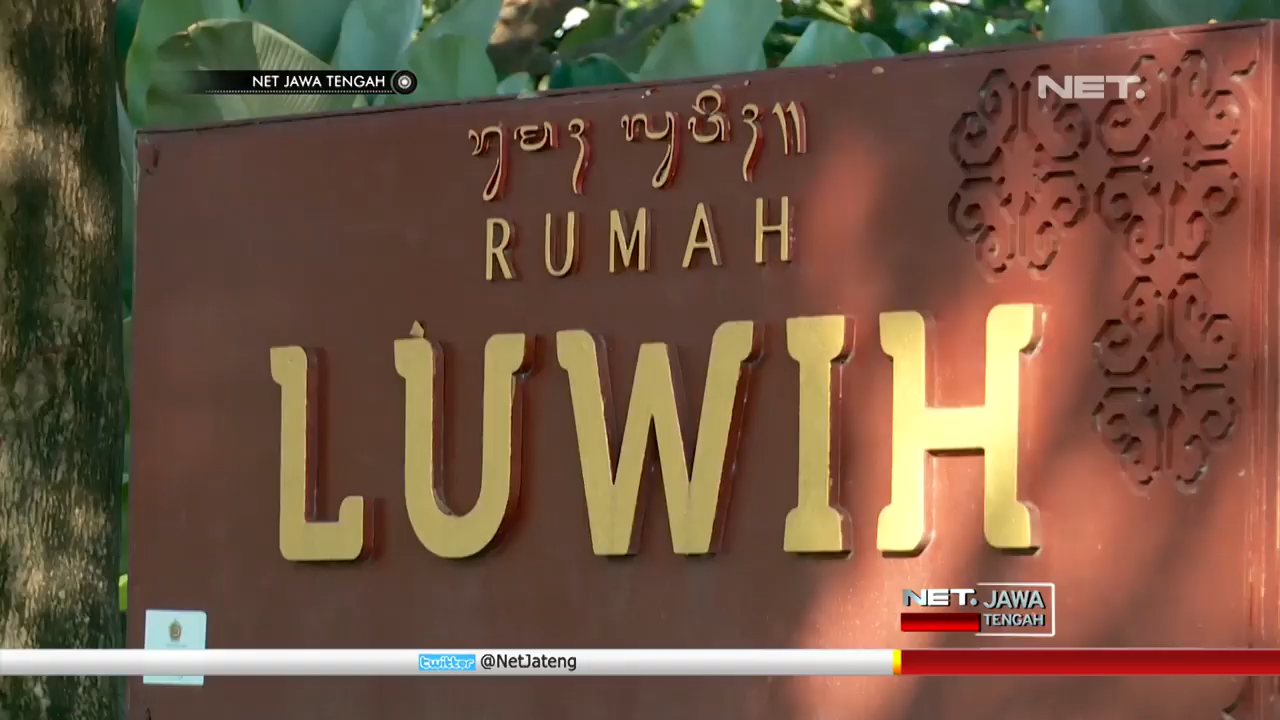 NET JAWA TENGAH
NET.
ᬭᬸᬫᬄ ᬮᬸᬯᬶᬄ᭟
RUMAH
LUWIH
NET. JAWA
TENGAH
twitter @NetJateng